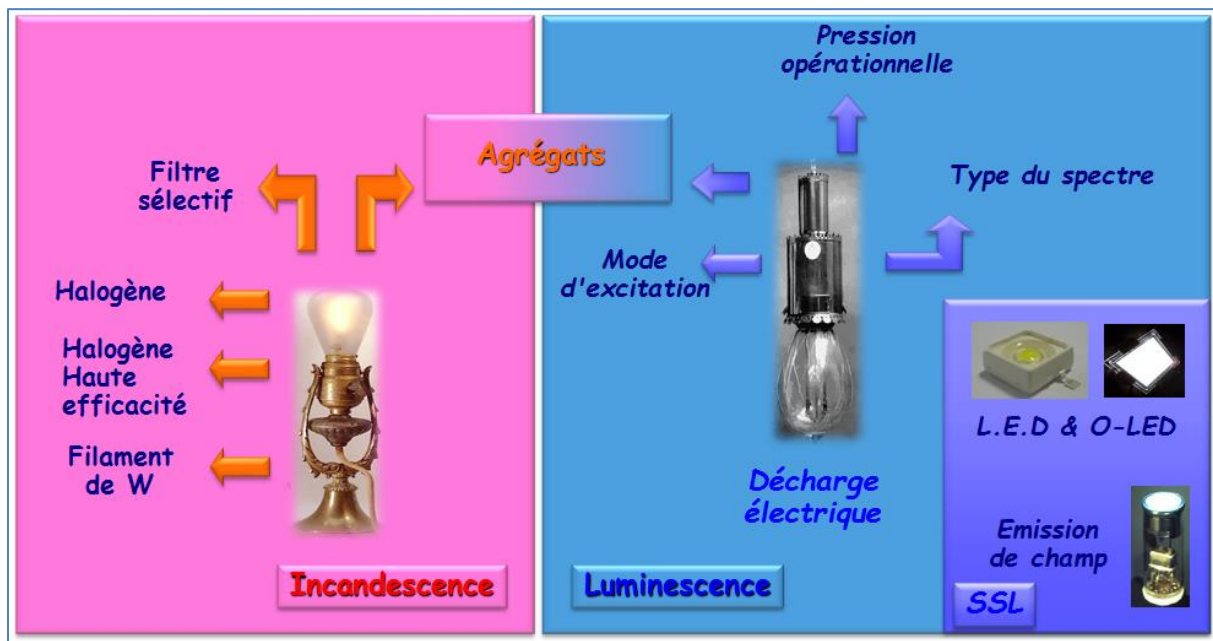 Pression
opérationnelle
Agrégats
Filtre
sélectif
Type du spectre
Halogène
Mode
d'excitation
Halogène
Haute
efficacité
Filament
de W
L.E.D & O-LED
Décharge
électrique
Emission
de champ
Incandescence
Luminescence
SSL